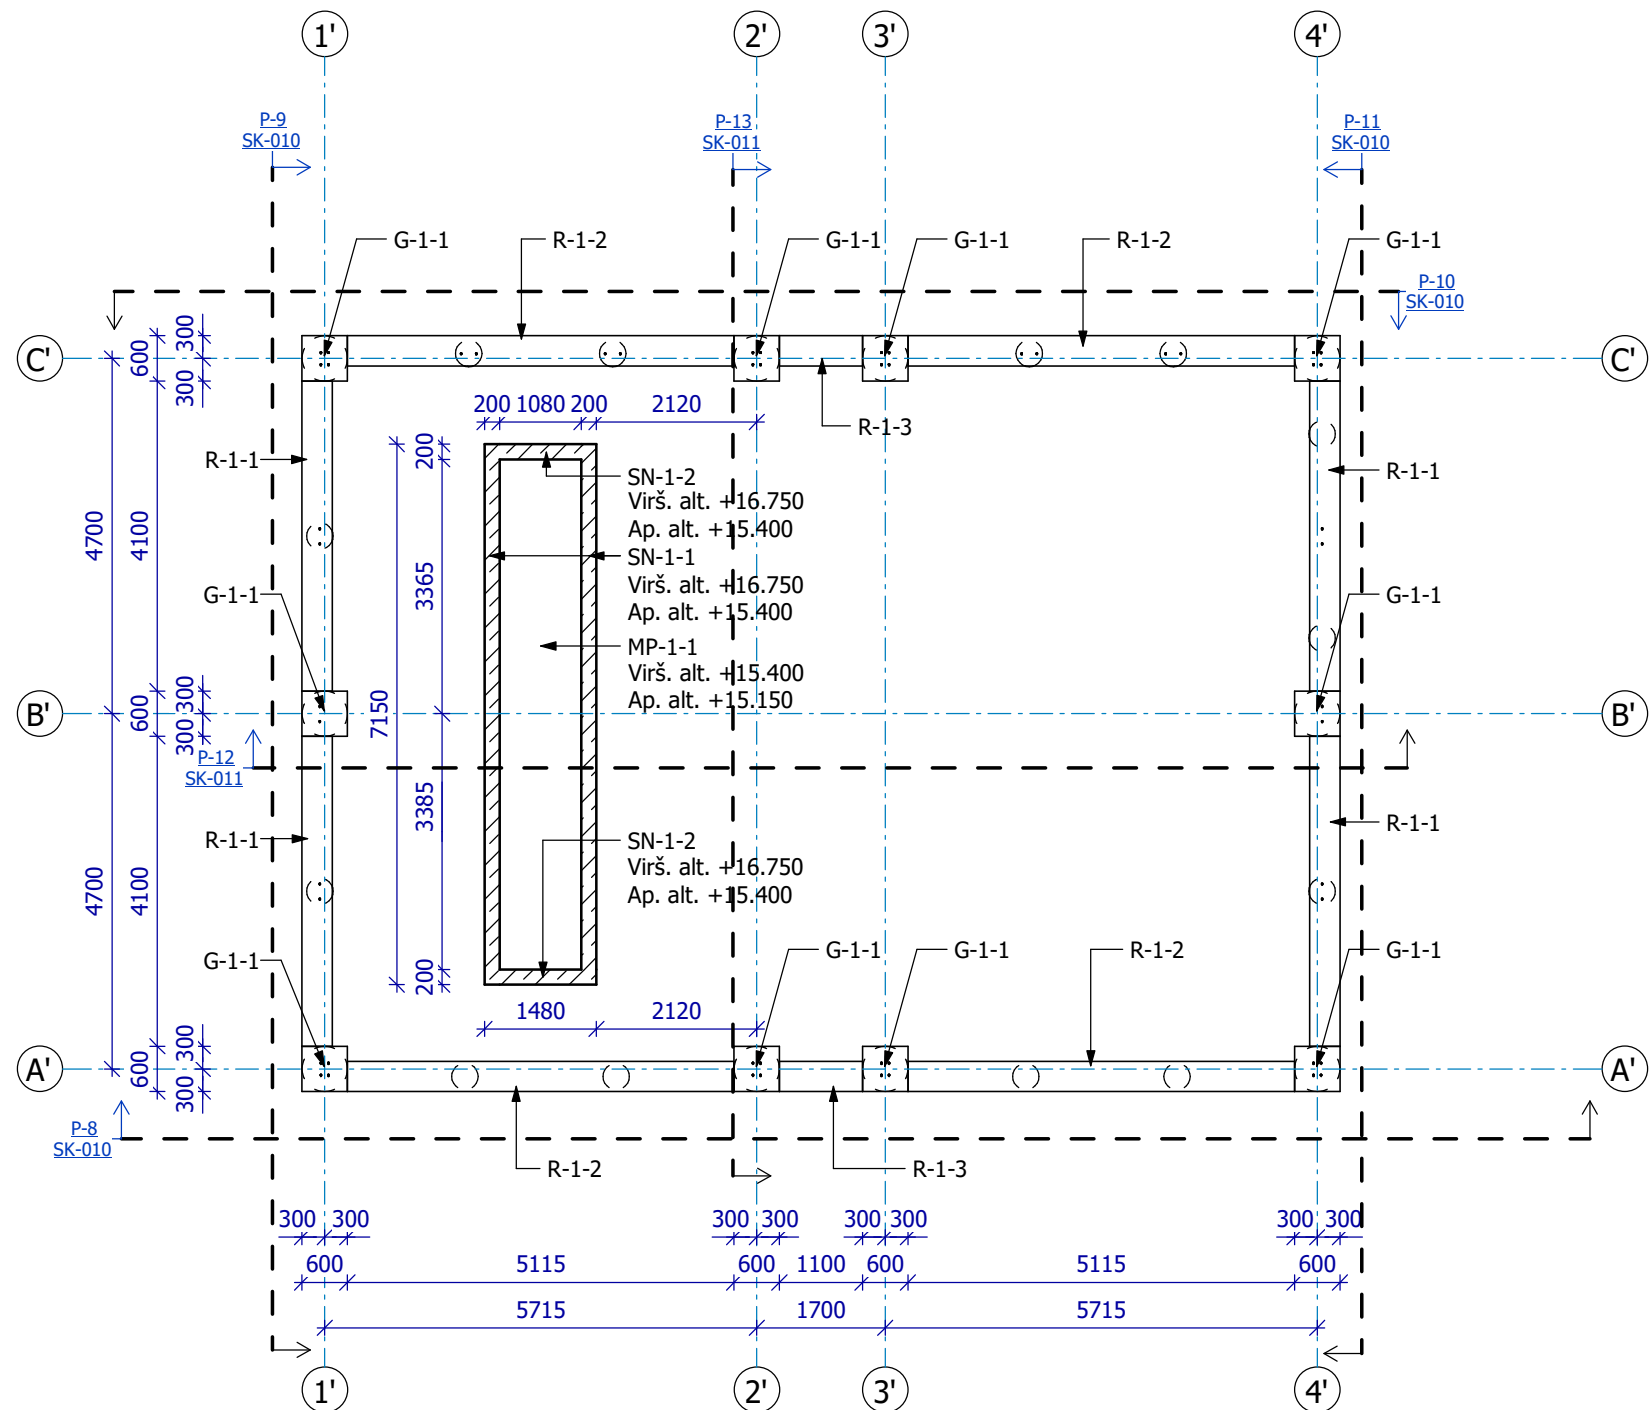 1'
2'
3'
4'
P-9
SK-010
P-13
SK-011
P-11
SK-010
G-1-1
R-1-2
G-1-1
G-1-1
R-1-2
G-1-1
P-10
SK-010
C'
C'
300
600
300
200
1080
200
2120
R-1-3
R-1-1
R-1-1
200
SN-1-2
Virš. alt. +16.750
Ap. alt. +15.400
SN-1-1
Virš. alt. +16.750
Ap. alt. +15.400
MP-1-1
Virš. alt. +15.400
Ap. alt. +15.150
4700
4100
3365
G-1-1
G-1-1
B'
B'
300
600
300
7150
P-12
SK-011
3385
R-1-1
R-1-1
SN-1-2
Virš. alt. +16.750
Ap. alt. +15.400
4700
4100
G-1-1
G-1-1
G-1-1
R-1-2
G-1-1
200
1480
2120
A'
A'
300
600
300
P-8
SK-010
R-1-2
R-1-3
300
300
300
300
300
300
300
300
600
5115
600
1100
600
5115
600
5715
1700
5715
1'
2'
3'
4'